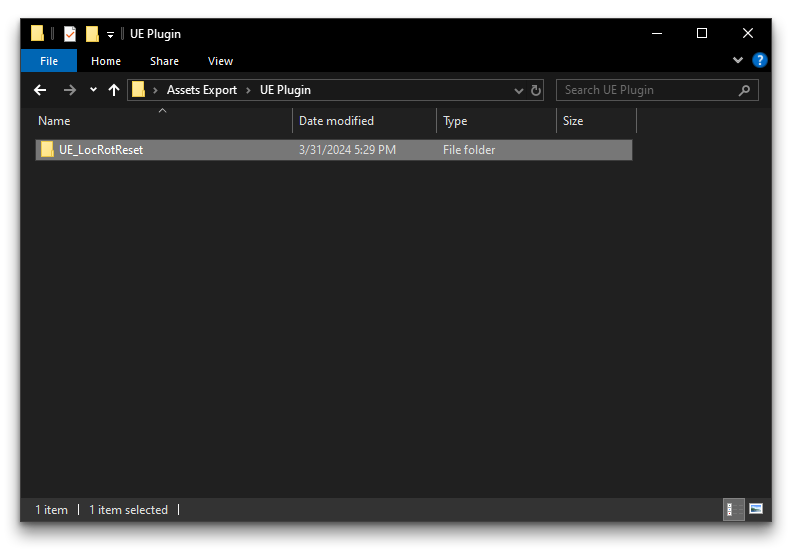 UE Plugin
File Home Share View
Assets Export UE Plugin Search UE Plugin
Name Date modified Type Size
UE_LocRotReset 3/31/2024 5:29 PM File folder
1 item 1 item selected